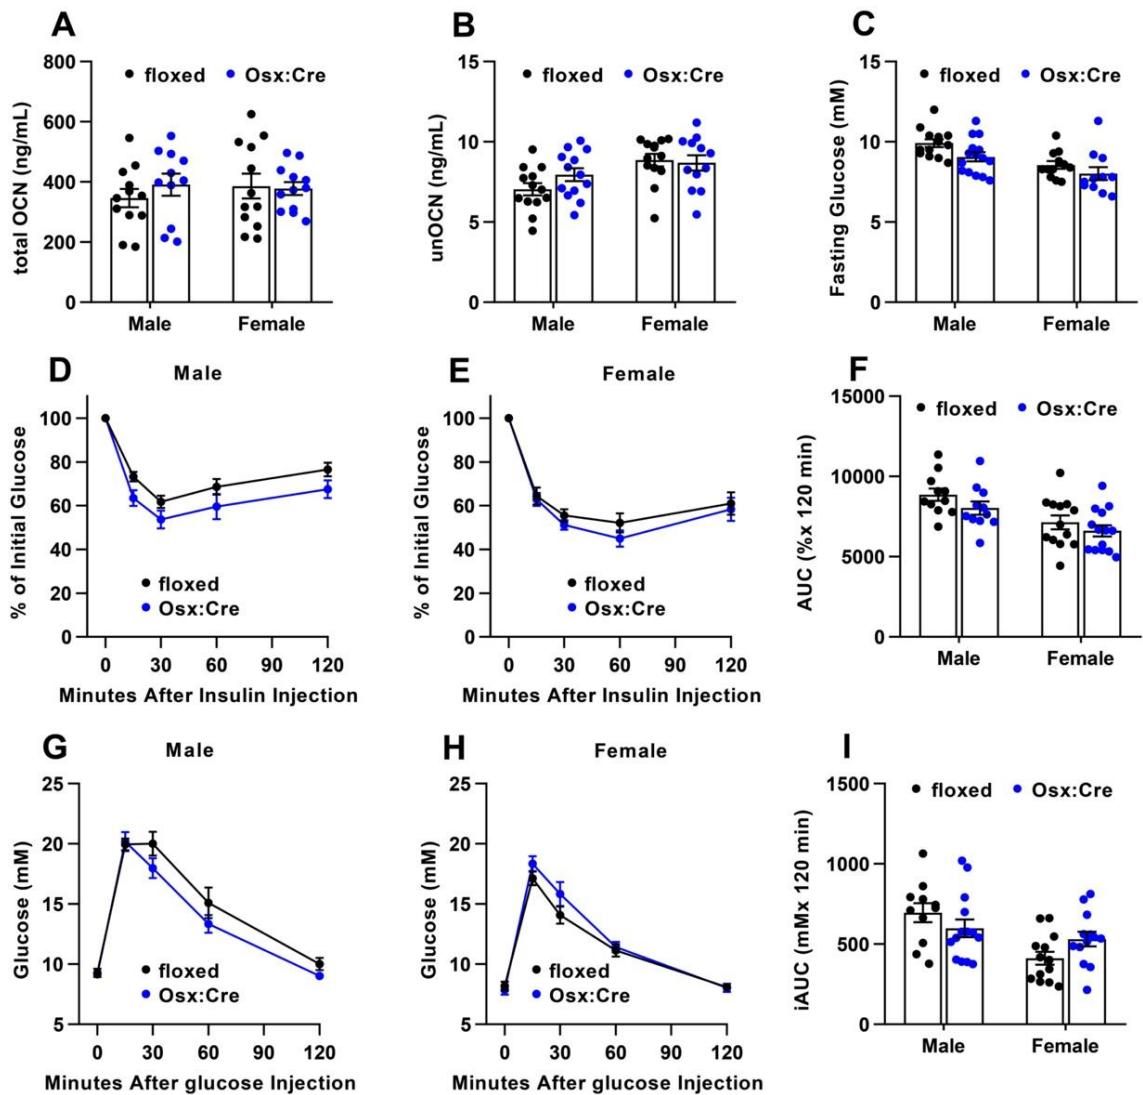 A
B
C
total OCN (ng/mL)
800
600
400
200
0
floxed
Osx:Cre
Male
Female
unOCN (ng/mL)
15
10
5
0
floxed
Osx:Cre
Male
Female
Fasting Glucose (mM)
15
10
5
0
floxed
Osx:Cre
Male
Female
D
Male
% of Initial Glucose
100
80
60
40
20
0
floxed
Osx:Cre
0 30 60 90 120
Minutes After Insulin Injection
E
Female
% of Initial Glucose
100
80
60
40
20
0
floxed
Osx:Cre
0 30 60 90 120
Minutes After Insulin Injection
F
AUC (%x 120 min)
15000
10000
5000
0
floxed
Osx:Cre
Male
Female
G
Male
Glucose (mM)
25
20
15
10
5
floxed
Osx:Cre
0 30 60 90 120
Minutes After glucose Injection
H
Female
Glucose (mM)
25
20
15
10
5
floxed
Osx:Cre
0 30 60 90 120
Minutes After glucose Injection
I
iAUC (mMx 120 min)
1500
1000
500
0
floxed
Osx:Cre
Male
Female